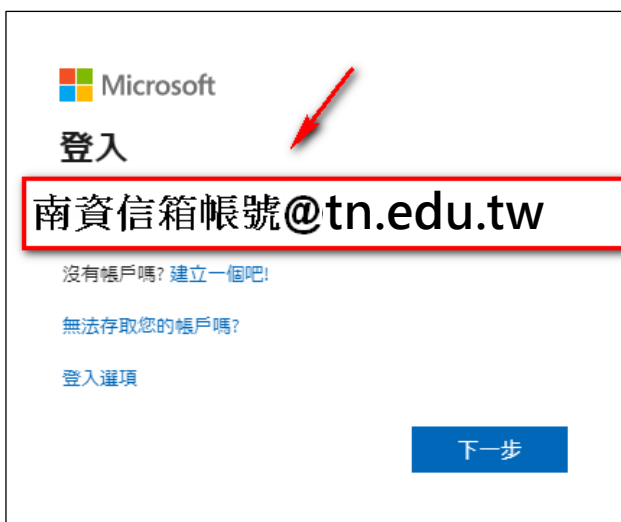 Microsoft
登入
南資信箱帳號@tn.edu.tw
沒有帳戶嗎? 建立一個吧!
無法存取您的帳戶嗎?
登入選項
下一步